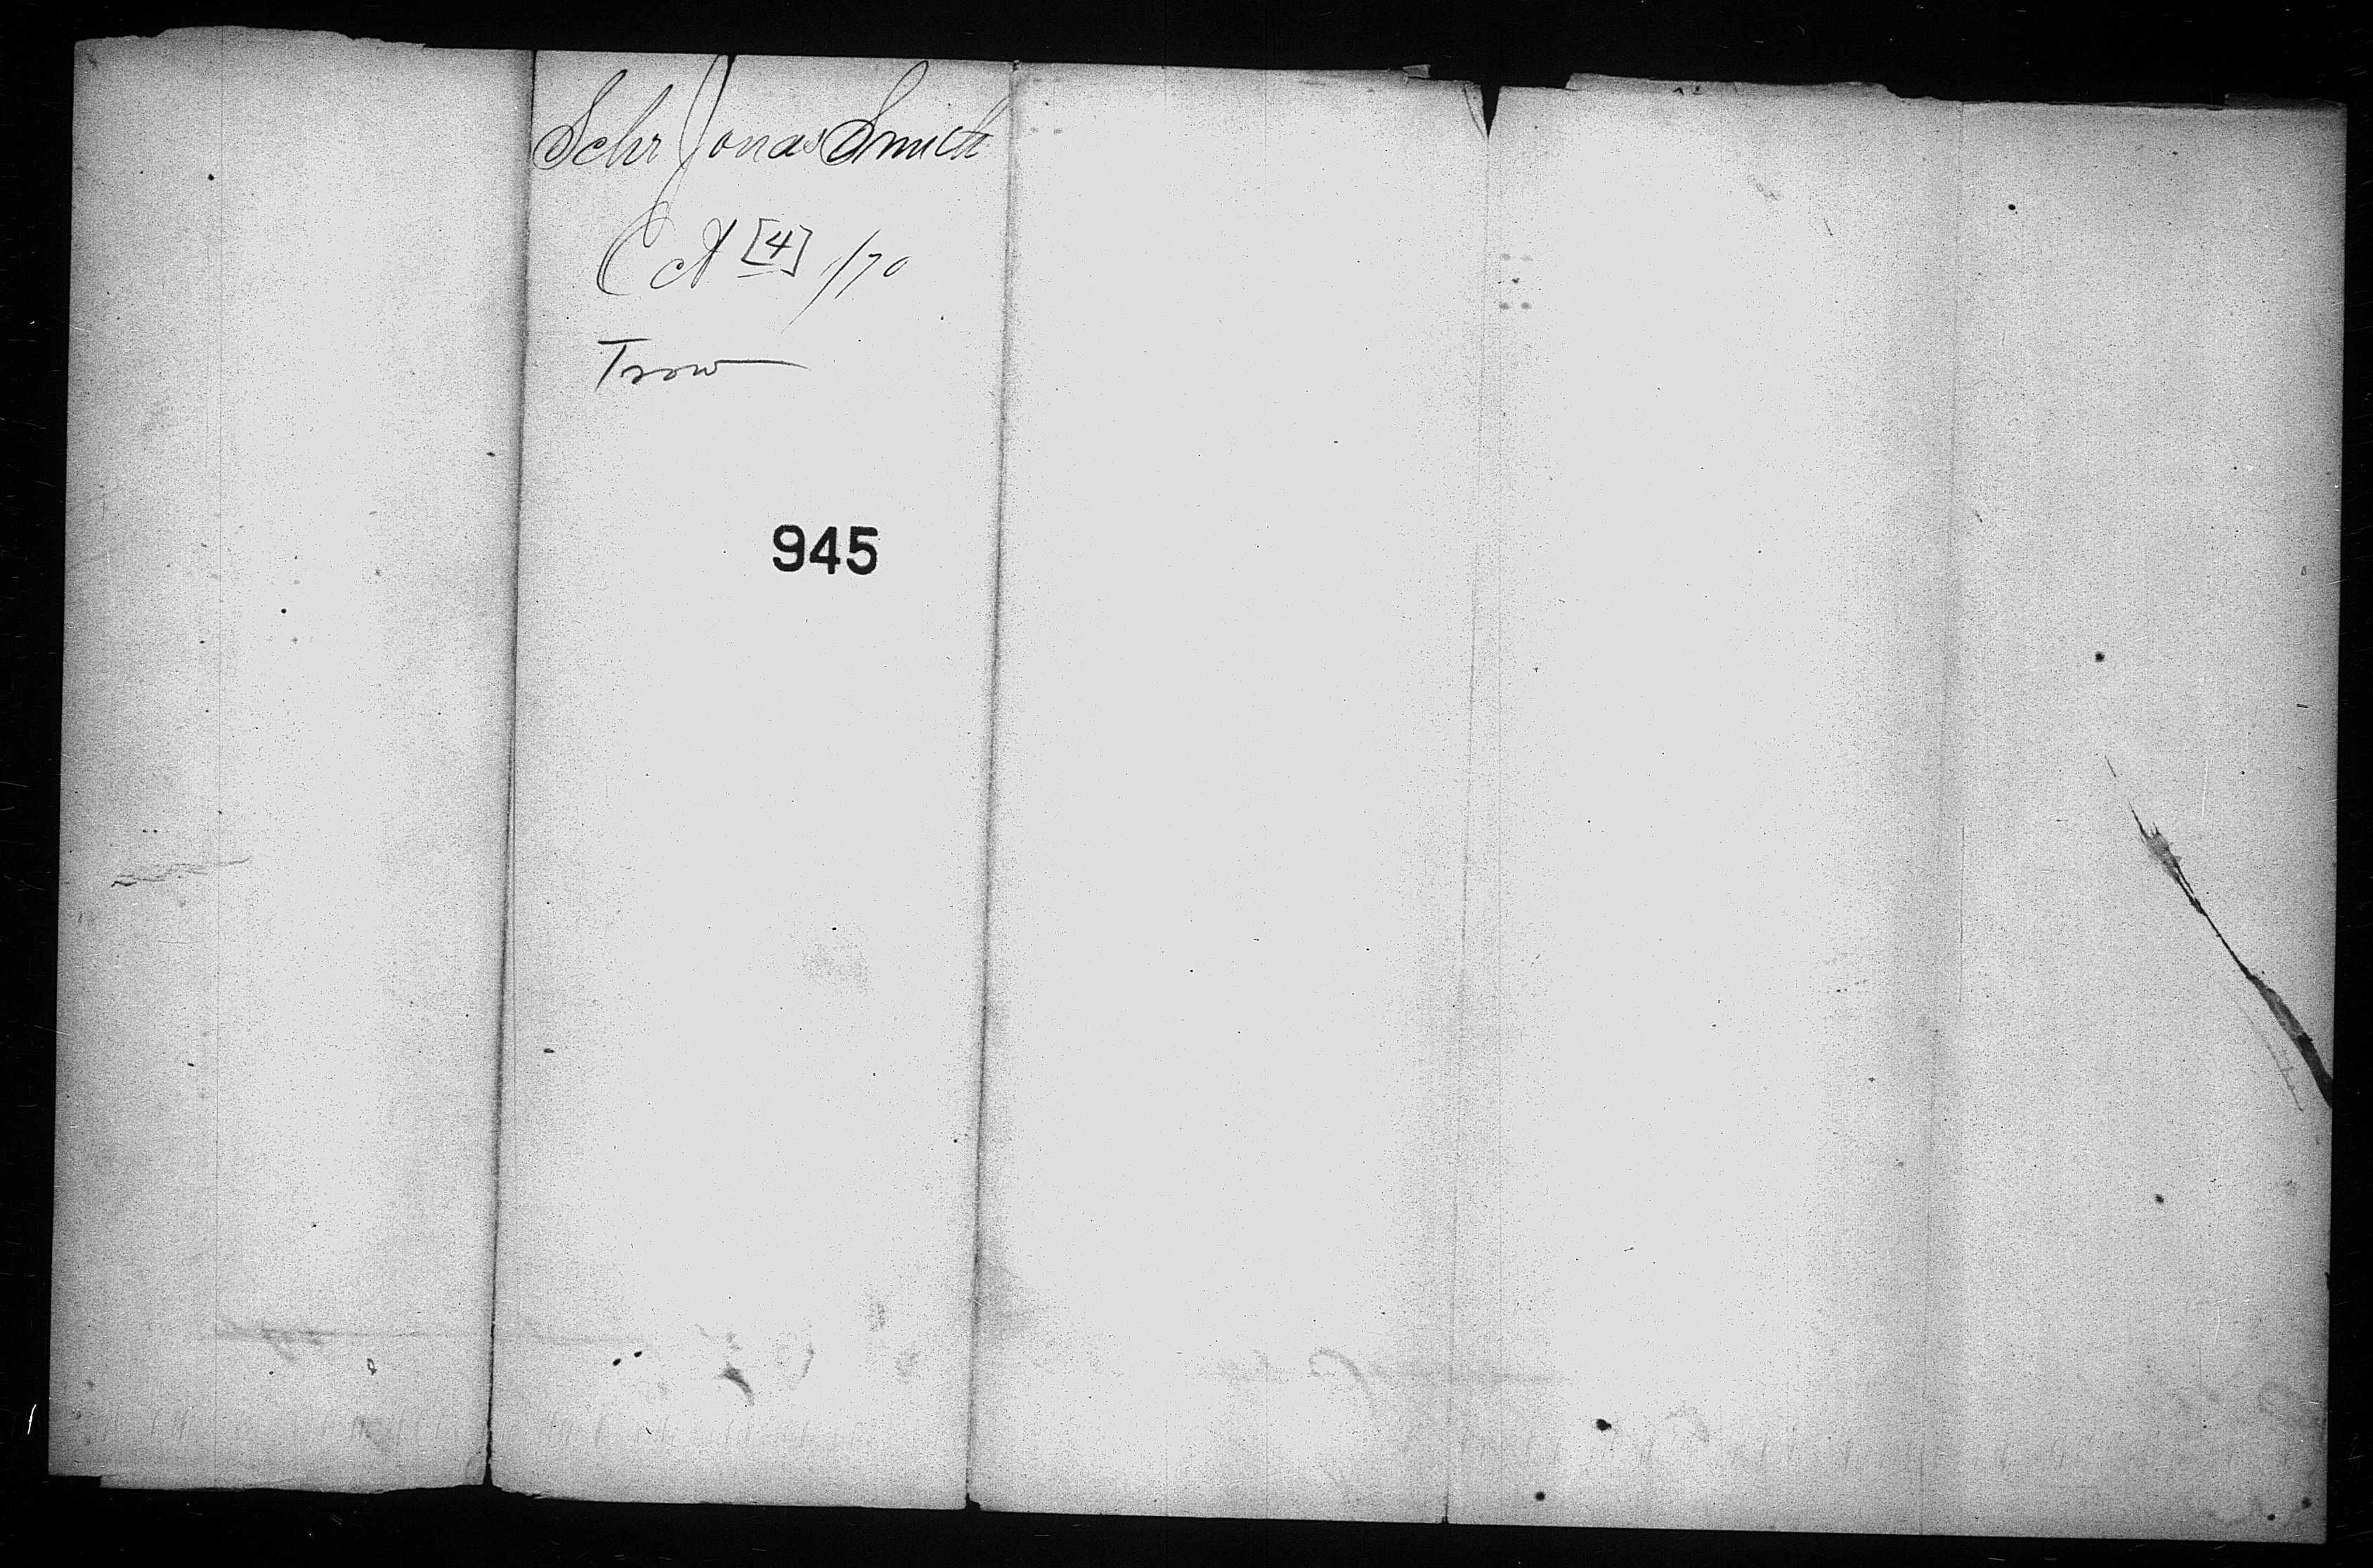 Schr Jonas Smith
Oct [4] /70
Trow
945